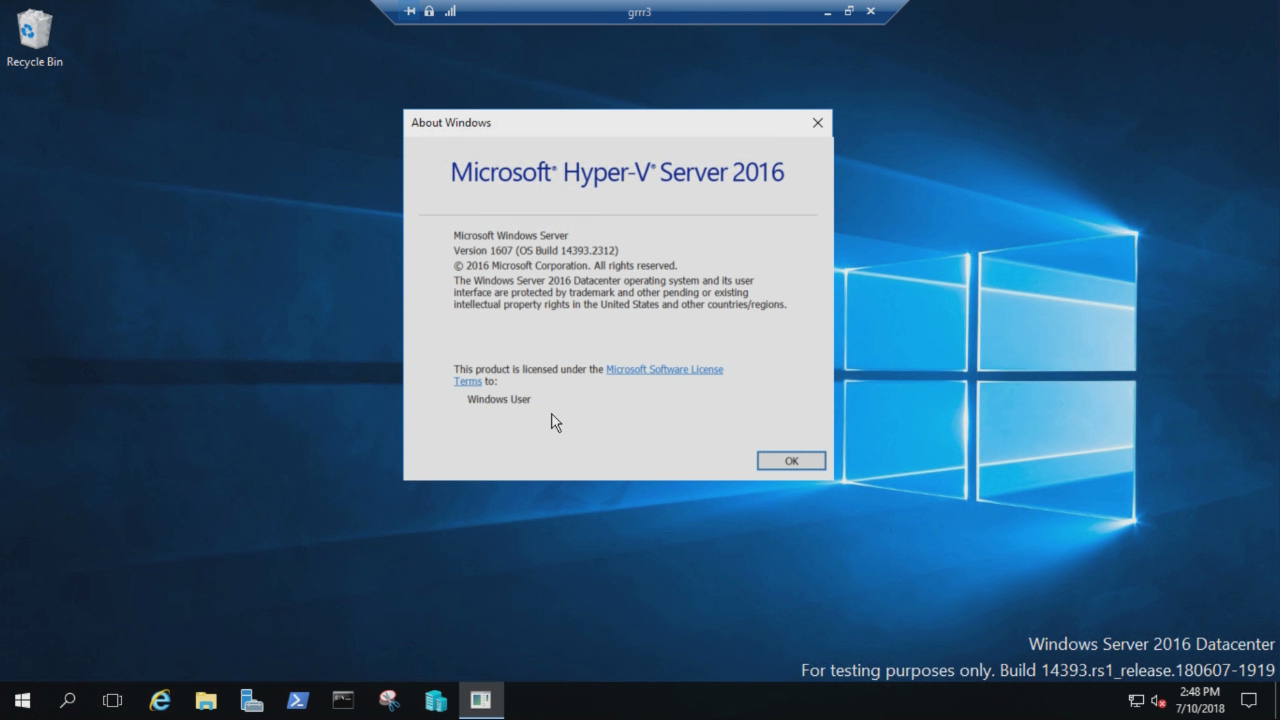 grrr3
Recycle Bin
About Windows
Microsoft® Hyper-V® Server 2016
Microsoft Windows Server
Version 1607 (OS Build 14393.2312)
© 2016 Microsoft Corporation. All rights reserved.
The Windows Server 2016 Datacenter operating system and its user
interface are protected by trademark and other pending or existing
intellectual property rights in the United States and other countries/regions.
This product is licensed under the Microsoft Software License
Terms to:
Windows User
OK
Windows Server 2016 Datacenter
For testing purposes only. Build 14393.rs1_release.180607-1919
2:48 PM
7/10/2018